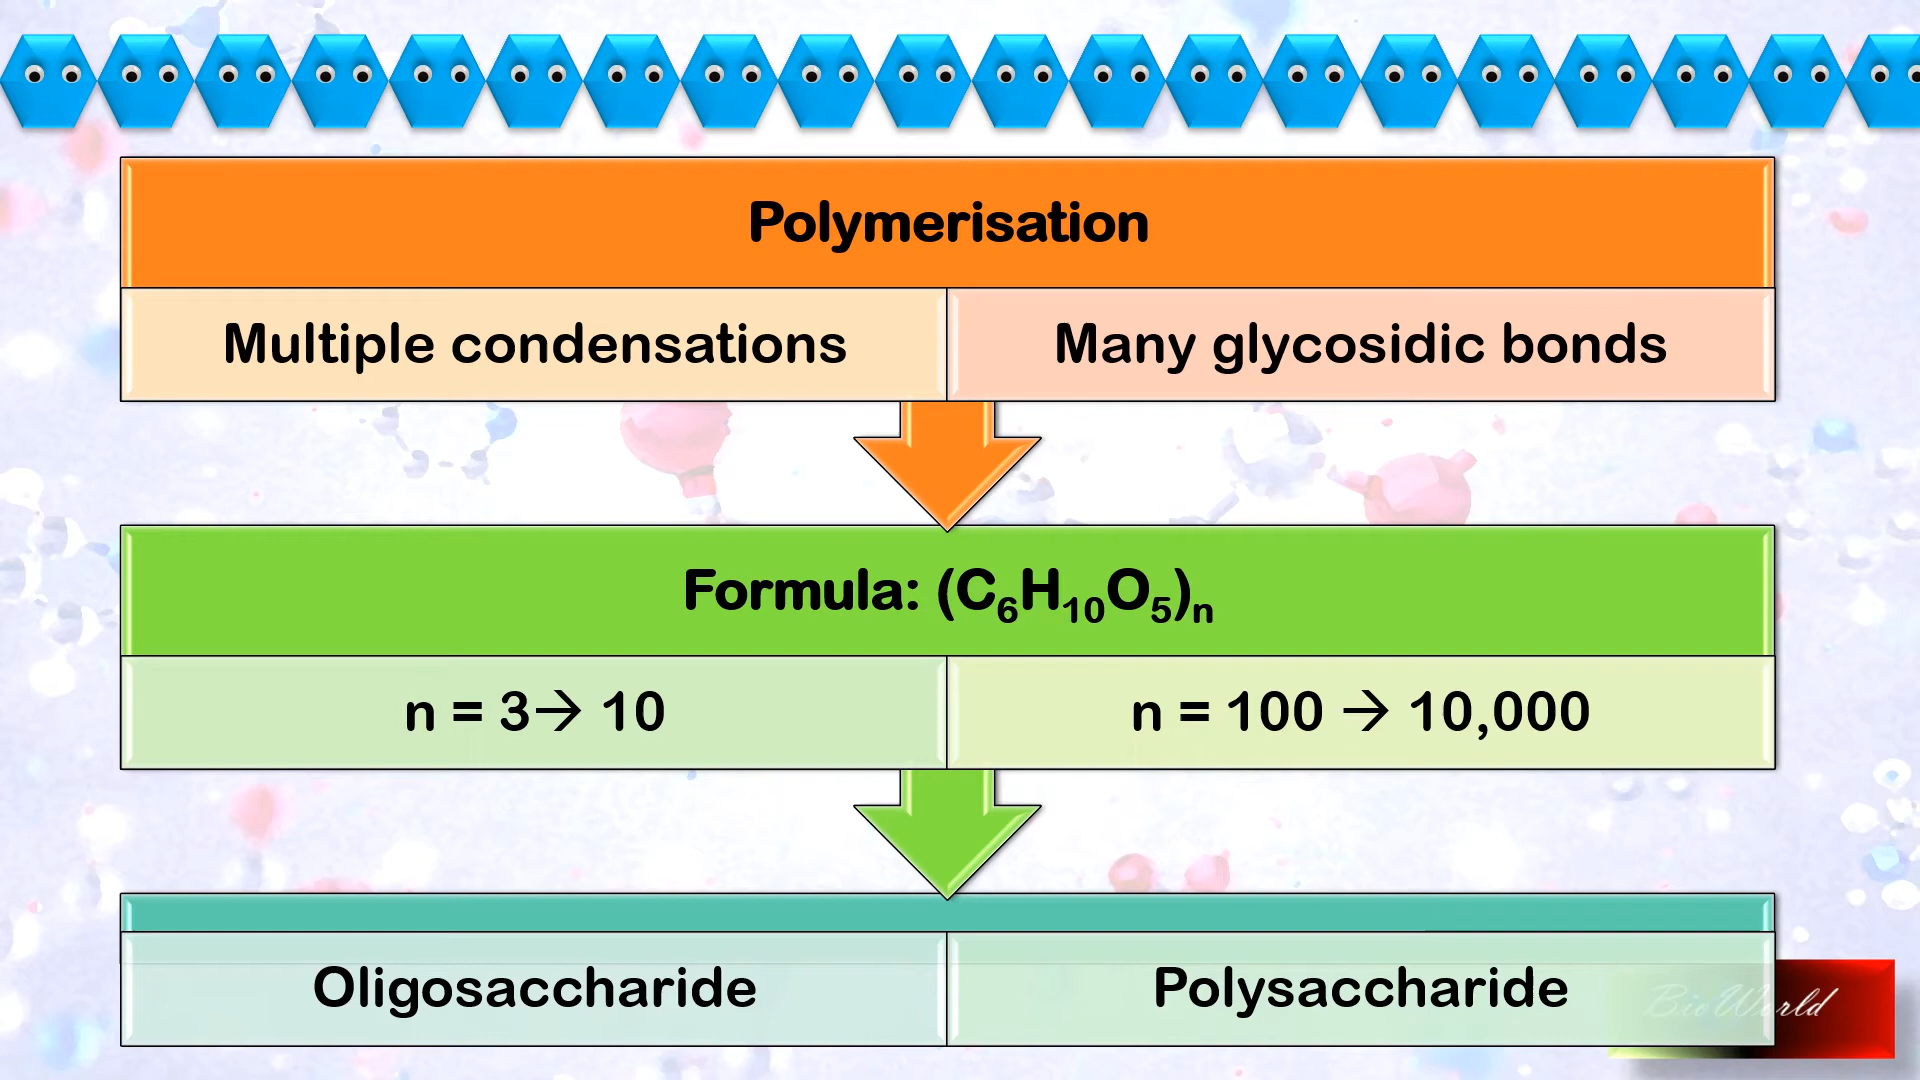 Polymerisation
Multiple condensations
Many glycosidic bonds
Formula: (C₆H₁₀O₅)ₙ
n = 3→ 10
n = 100 → 10,000
Oligosaccharide
Polysaccharide
BioWorld